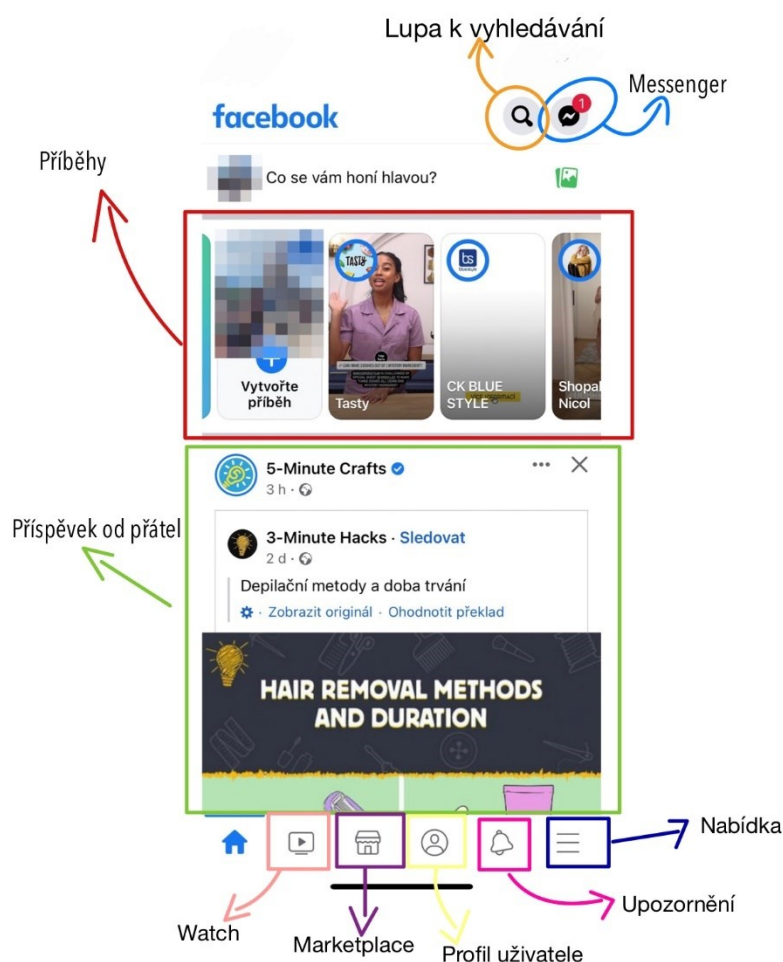 Lupa k vyhledávání
Messenger
facebook
1
Příběhy
Co se vám honí hlavou?
TASTY
bs
Vytvořte
příběh
Tasty
CK BLUE
STYLE
VÍCE INFORMACÍ
Shopal
Nicol
5-Minute Crafts
3 h ·
Příspěvek od přátel
3-Minute Hacks · Sledovat
2 d ·
Depilační metody a doba trvání
· Zobrazit originál · Ohodnotit překlad
HAIR REMOVAL METHODS
AND DURATION
Nabídka
Upozornění
Watch
Marketplace
Profil uživatele